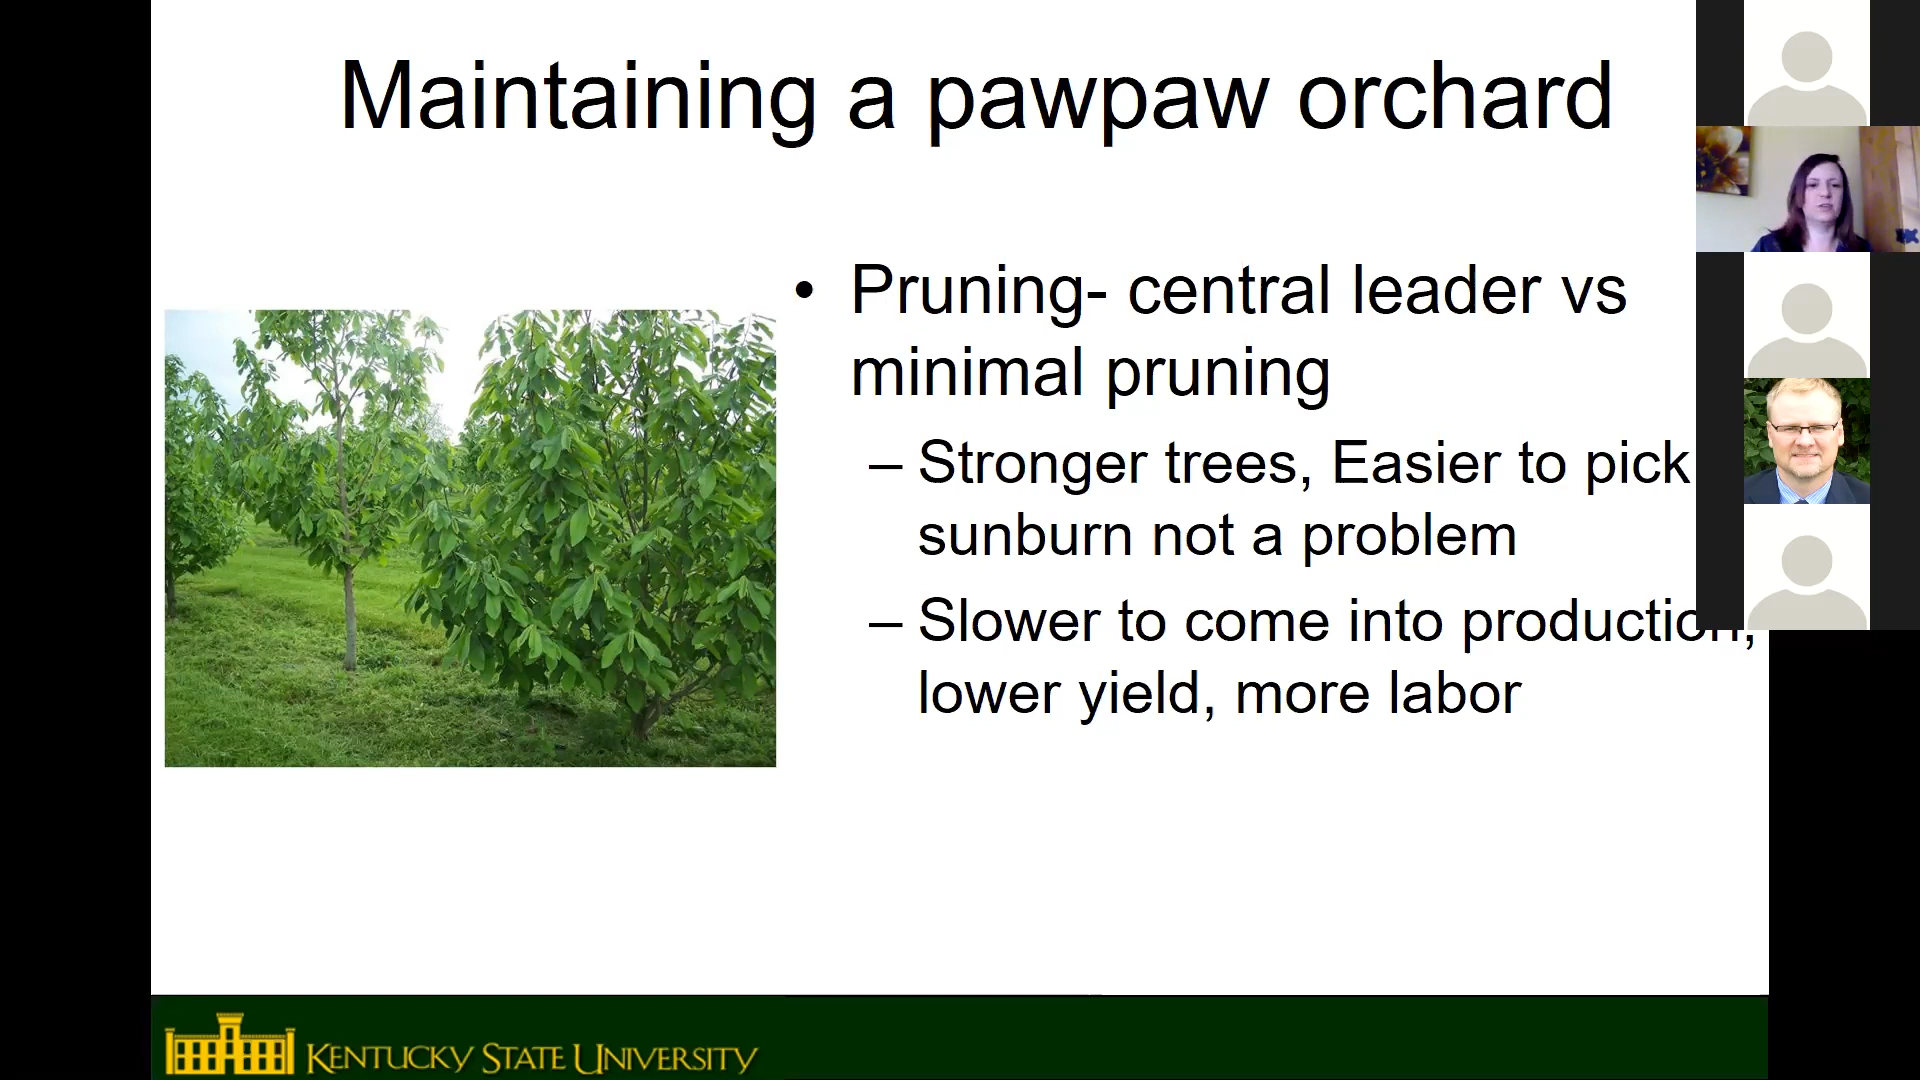 Maintaining a pawpaw orchard
• Pruning- central leader vs
minimal pruning
– Stronger trees, Easier to pick
sunburn not a problem
– Slower to come into production,
lower yield, more labor
KENTUCKY STATE UNIVERSITY